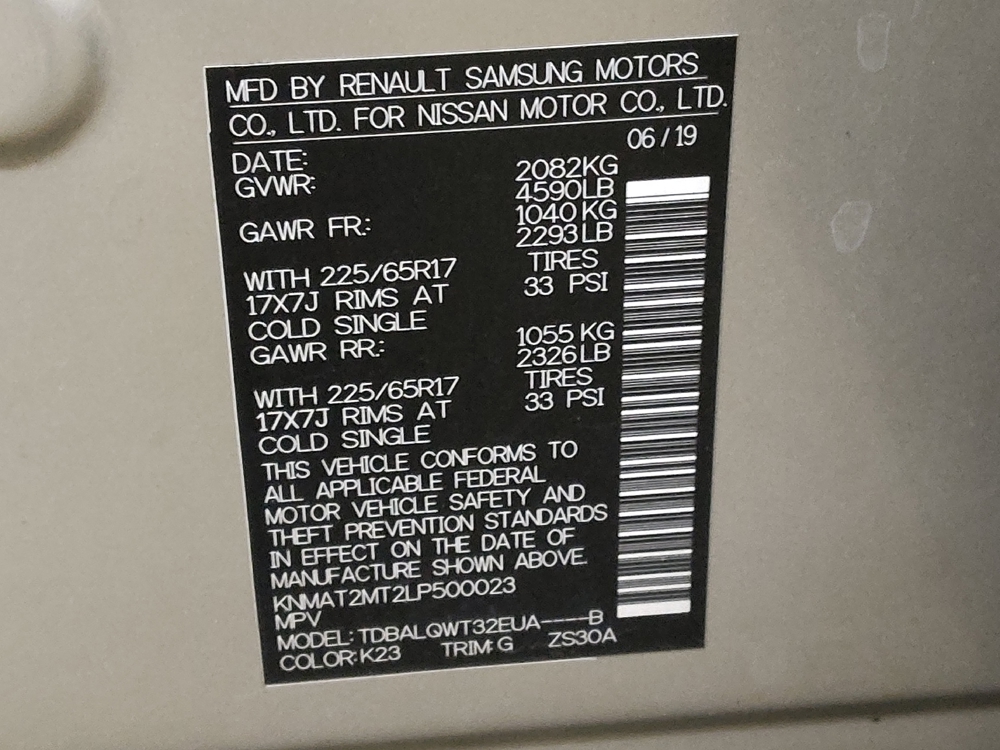 MFD BY RENAULT SAMSUNG MOTORS
CO., LTD. FOR NISSAN MOTOR CO., LTD.
DATE: 06 / 19
GVWR: 2082KG
4590LB
GAWR FR.: 1040 KG
2293LB
WITH 225/65R17 TIRES
17X7J RIMS AT 33 PSI
COLD SINGLE
GAWR RR.: 1055 KG
2326LB
WITH 225/65R17 TIRES
17X7J RIMS AT 33 PSI
COLD SINGLE
THIS VEHICLE CONFORMS TO
ALL APPLICABLE FEDERAL
MOTOR VEHICLE SAFETY AND
THEFT PREVENTION STANDARDS
IN EFFECT ON THE DATE OF
MANUFACTURE SHOWN ABOVE.
KNMAT2MT2LP500023
MPV
MODEL: TDBALQWT32EUA----B
COLOR: K23 TRIM: G ZS30A